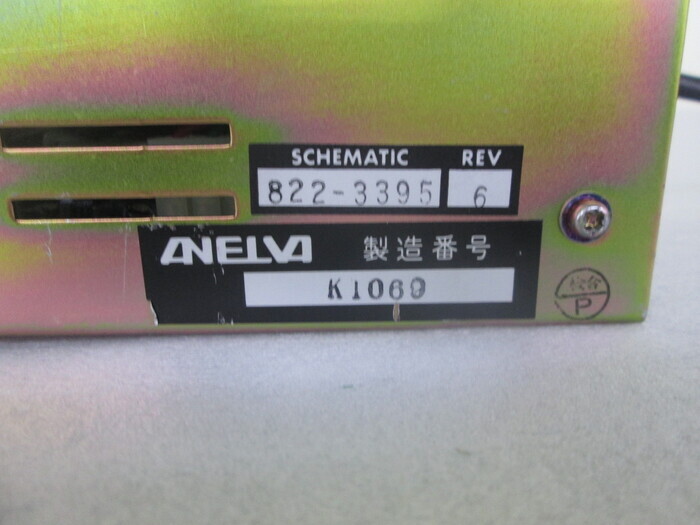 SCHEMATIC REV
822-3395 6
ANELVA 製造番号
K1069
P